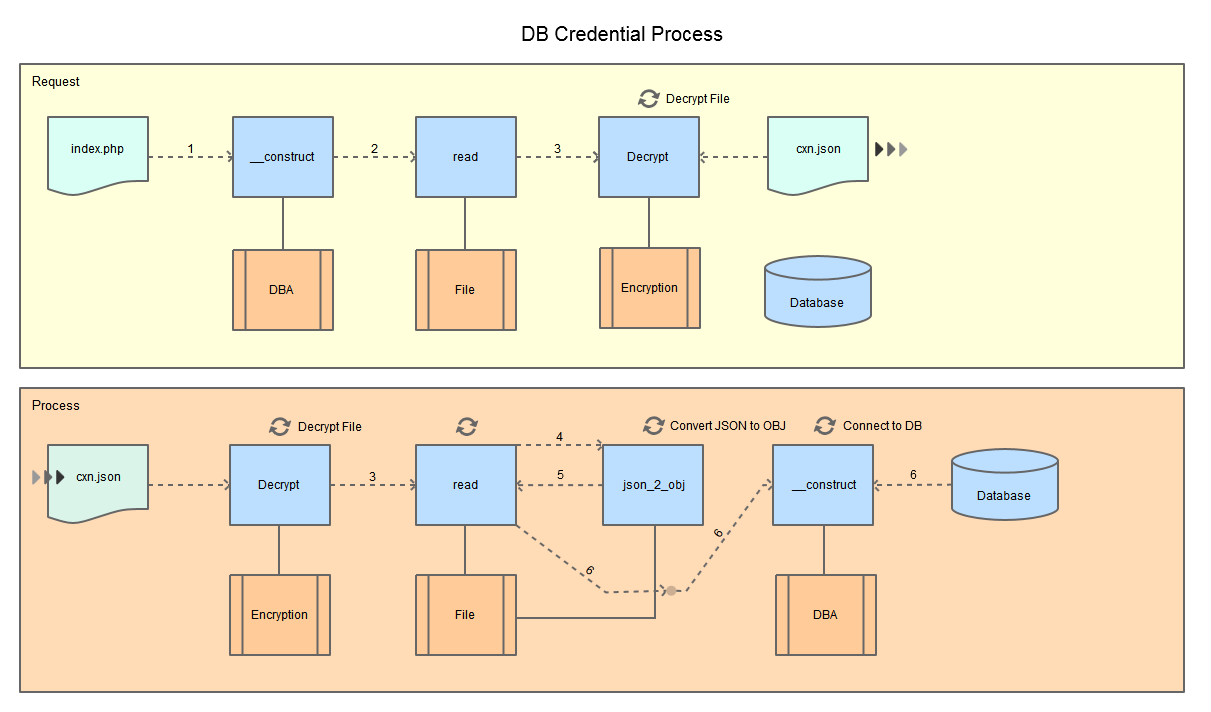 DB Credential Process
Request
Decrypt File
index.php
1
__construct
2
read
3
Decrypt
cxn.json
DBA
File
Encryption
Database
Process
Decrypt File
Convert JSON to OBJ
Connect to DB
cxn.json
Decrypt
3
read
4
5
json_2_obj
6
6
__construct
6
Database
Encryption
File
DBA